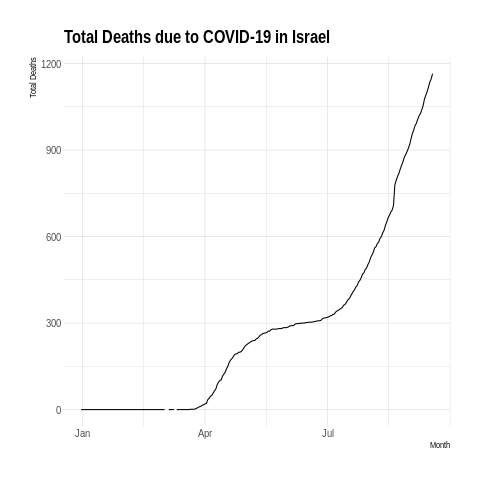 Total Deaths due to COVID-19 in Israel
Total Deaths
1200
900
600
300
0
Jan Apr Jul
Month